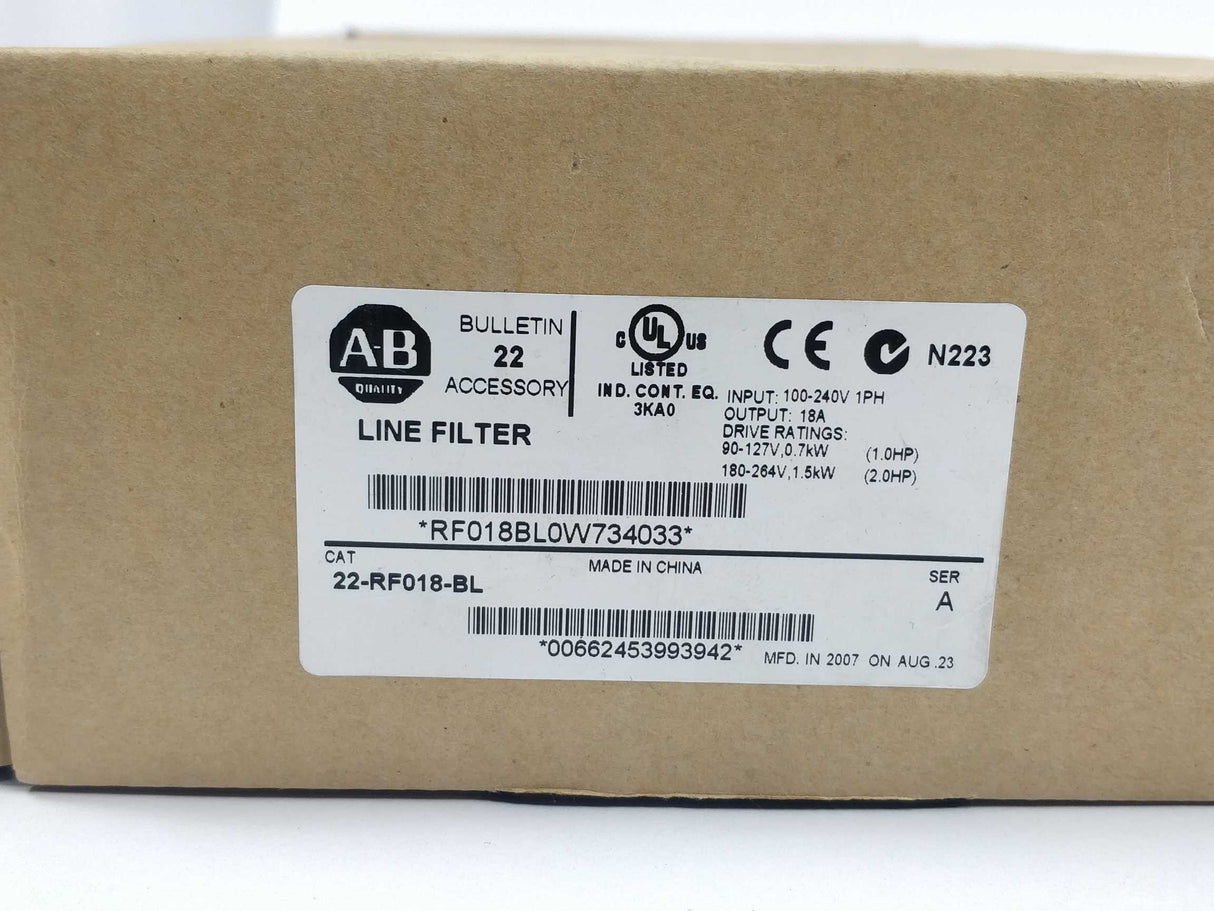 A-B
QUALITY
BULLETIN
22
ACCESSORY
LINE FILTER
C UL US
LISTED
IND. CONT. EQ.
3KA0
CE N223
INPUT: 100-240V 1PH
OUTPUT: 18A
DRIVE RATINGS:
90-127V,0.7kW (1.0HP)
180-264V,1.5kW (2.0HP)
*RF018BL0W734033*
CAT
22-RF018-BL
MADE IN CHINA
SER
A
*00662453993942*
MFD. IN 2007 ON AUG.23